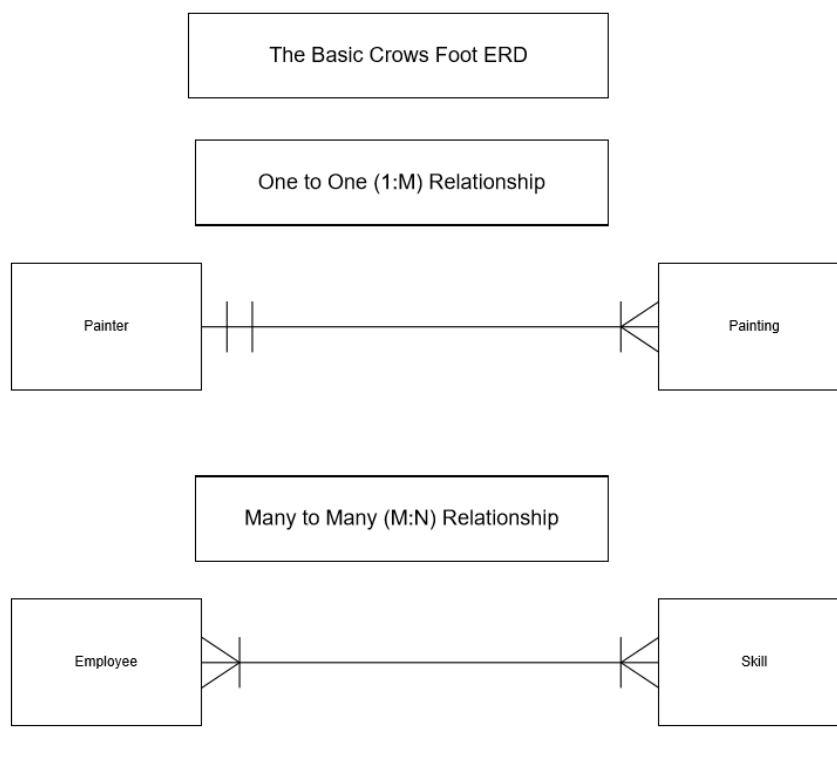 The Basic Crows Foot ERD
One to One (1:M) Relationship
Painter
Painting
Many to Many (M:N) Relationship
Employee
Skill